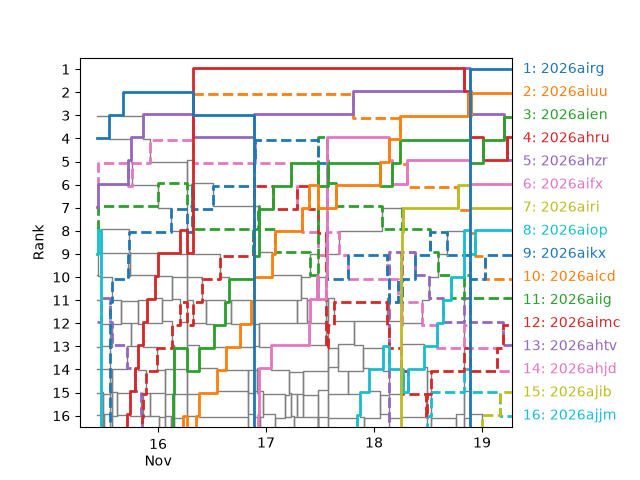 1
2
3
4
5
6
7
8
9
10
11
12
13
14
15
16
Rank
16
17
18
19
Nov
1: 2026airg
2: 2026aiuu
3: 2026aien
4: 2026ahru
5: 2026ahzr
6: 2026aifx
7: 2026airi
8: 2026aiop
9: 2026aikx
10: 2026aicd
11: 2026aiig
12: 2026aimc
13: 2026ahtv
14: 2026ahjd
15: 2026ajib
16: 2026ajjm